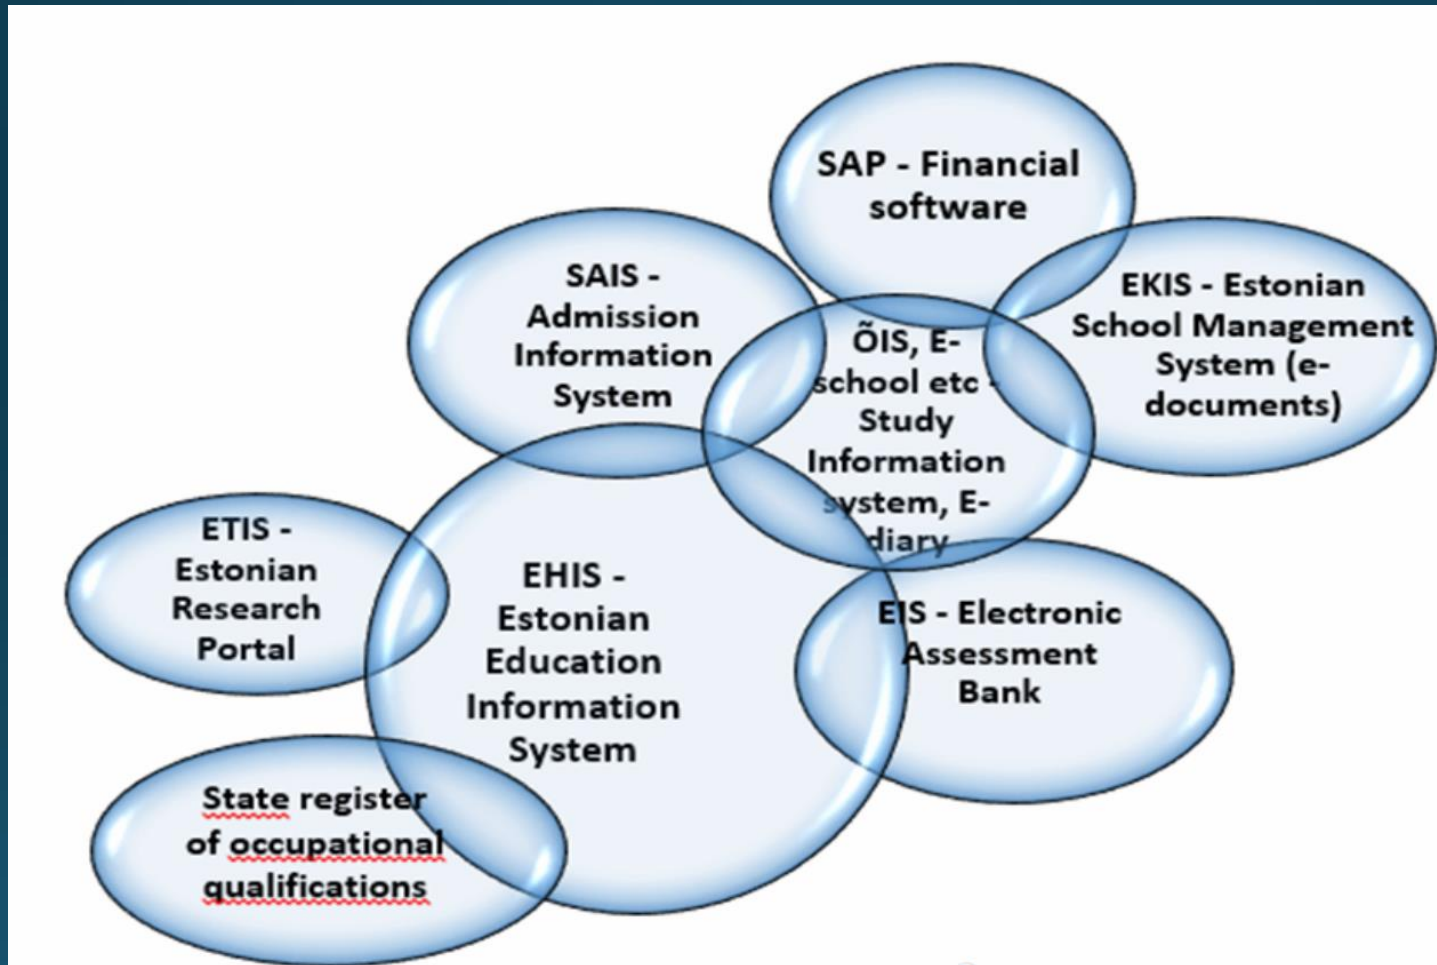 SAP - Financial
software
SAIS -
Admission
Information
System
EKIS - Estonian
School Management
System (e-
documents)
ÕIS, E-
school etc -
Study
Information
system, E-
diary
ETIS -
Estonian
Research
Portal
EHIS -
Estonian
Education
Information
System
EIS - Electronic
Assessment
Bank
State register
of occupational
qualifications